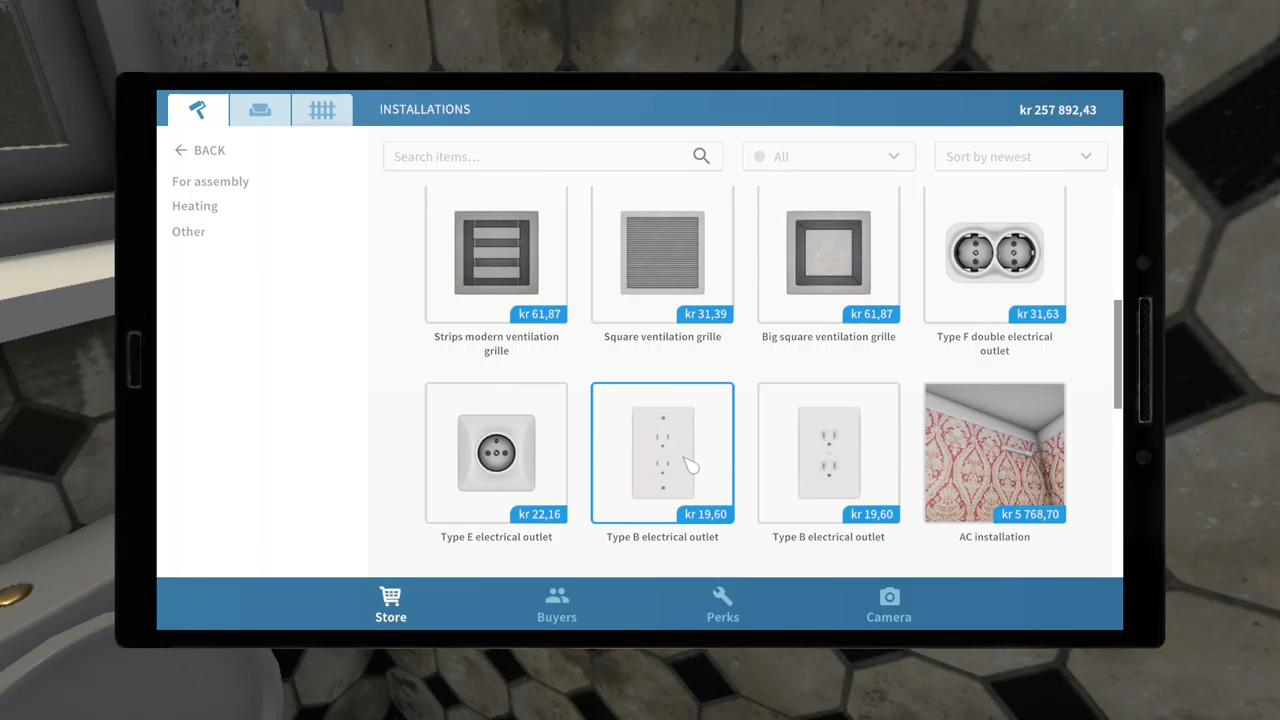 INSTALLATIONS
kr 257 892,43
BACK
For assembly
Heating
Other
Search items...
All
Sort by newest
kr 61,87
kr 31,39
kr 61,87
kr 31,63
Strips modern ventilation
grille
Square ventilation grille
Big square ventilation grille
Type F double electrical
outlet
kr 22,16
kr 19,60
kr 19,60
kr 5 768,70
Type E electrical outlet
Type B electrical outlet
Type B electrical outlet
AC installation
Store
Buyers
Perks
Camera